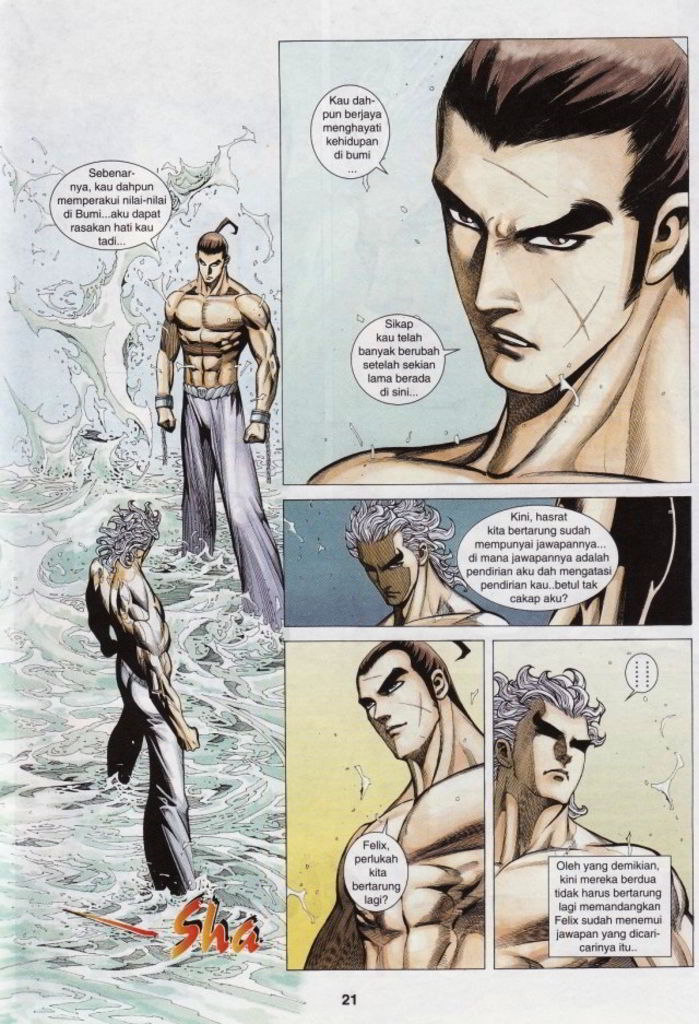 Sebenar-
nya, kau dahpun
memperakui nilai-nilai
di Bumi...aku dapat
rasakan hati kau
tadi...
Kau dah-
pun berjaya
menghayati
kehidupan
di bumi
...
Sikap
kau telah
banyak berubah
setelah sekian
lama berada
di sini...
Kini, hasrat
kita bertarung sudah
mempunyai jawapannya...
di mana jawapannya adalah
pendirian aku dah mengatasi
pendirian kau..betul tak
cakap aku?
Felix,
perlukah
kita
bertarung
lagi?
Oleh yang demikian,
kini mereka berdua
tidak harus bertarung
lagi memandangkan
Felix sudah menemui
jawapan yang dicari-
carinya itu..
Sha
21